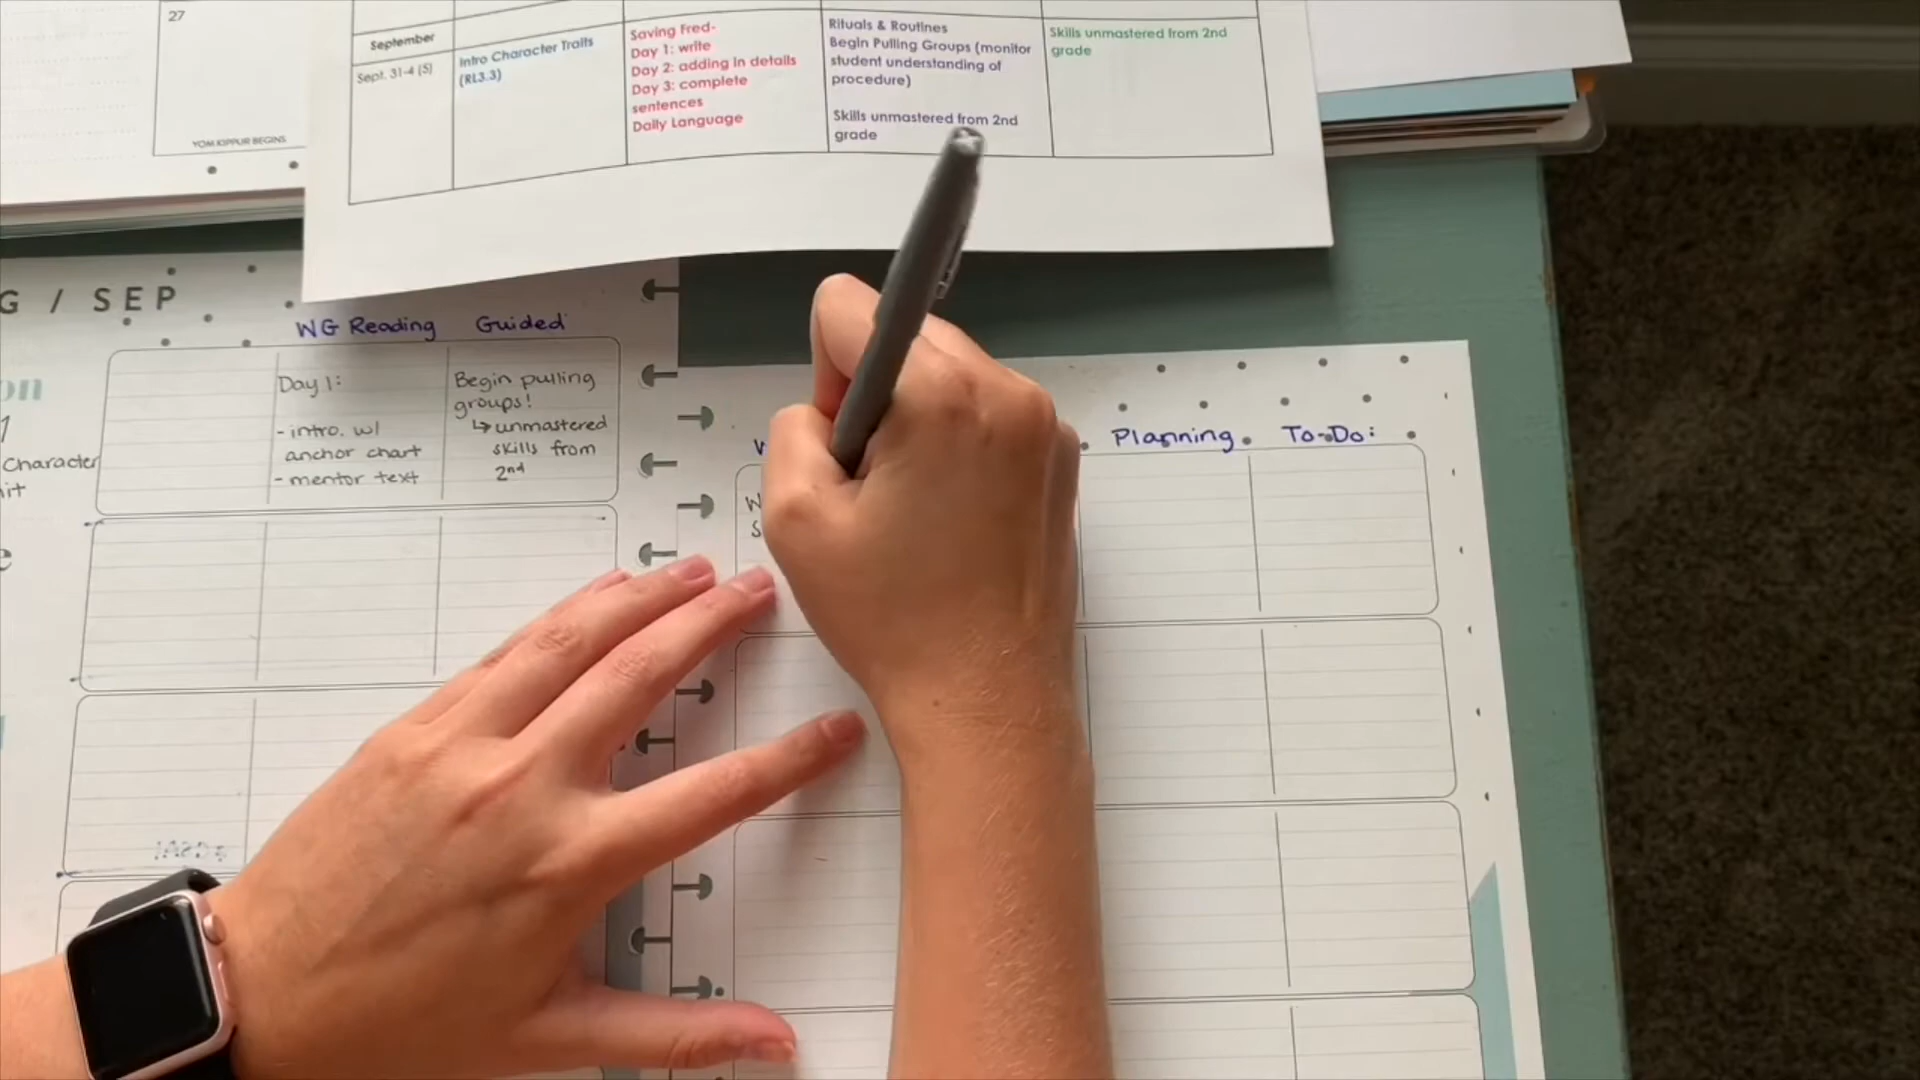 27
YOM KIPPUR BEGINS
September
Sept. 31-4 (5)
Intro Character Traits
(RL3.3)
Saving Fred-
Day 1: write
Day 2: adding in details
Day 3: complete
sentences
Daily Language
Rituals & Routines
Begin Pulling Groups (monitor
student understanding of
procedure)
Skills unmastered from 2nd
grade
Skills unmastered from 2nd
grade
G / SEP
WG Reading
Guided
on
Character
Day 1:
- intro. w/
anchor chart
- mentor text
Begin pulling
groups!
↳ unmastered
skills from
2nd
W
Planning
To-Do:
W
S